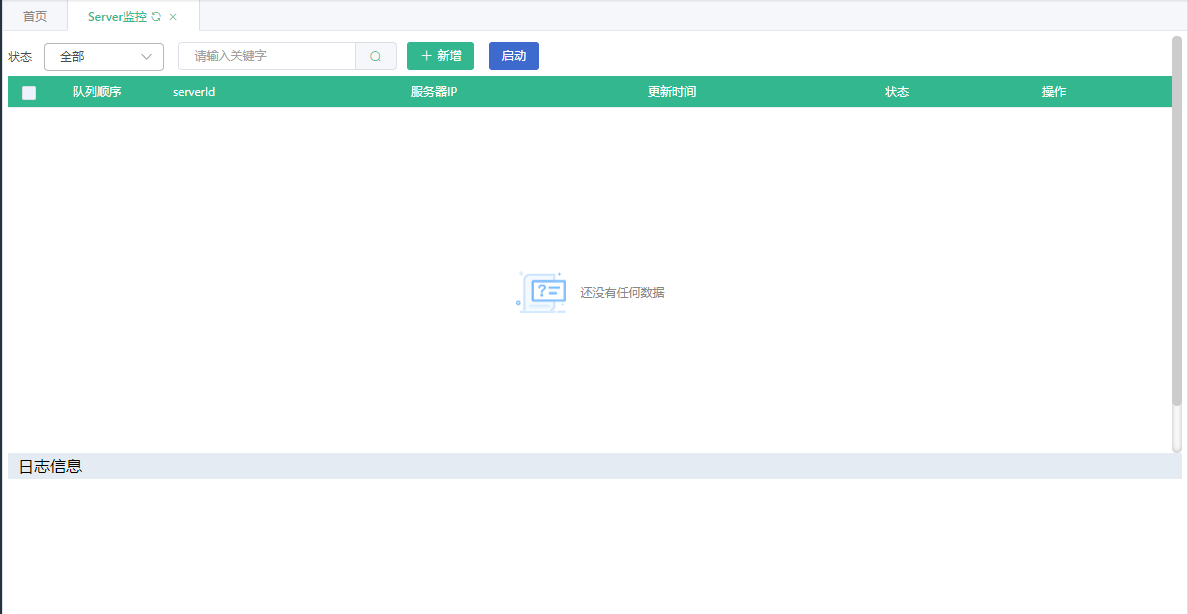 首页 Server监控
状态 全部 请输入关键字 新增 启动
队列顺序 serverId 服务器IP 更新时间 状态 操作
还没有任何数据
日志信息